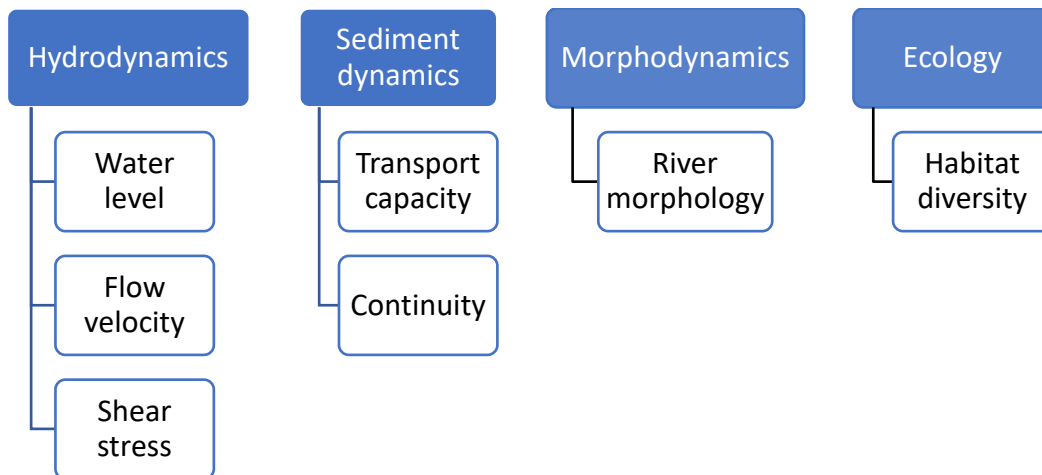 Hydrodynamics
Water
level
Flow
velocity
Shear
stress
Sediment
dynamics
Transport
capacity
Continuity
Morphodynamics
River
morphology
Ecology
Habitat
diversity